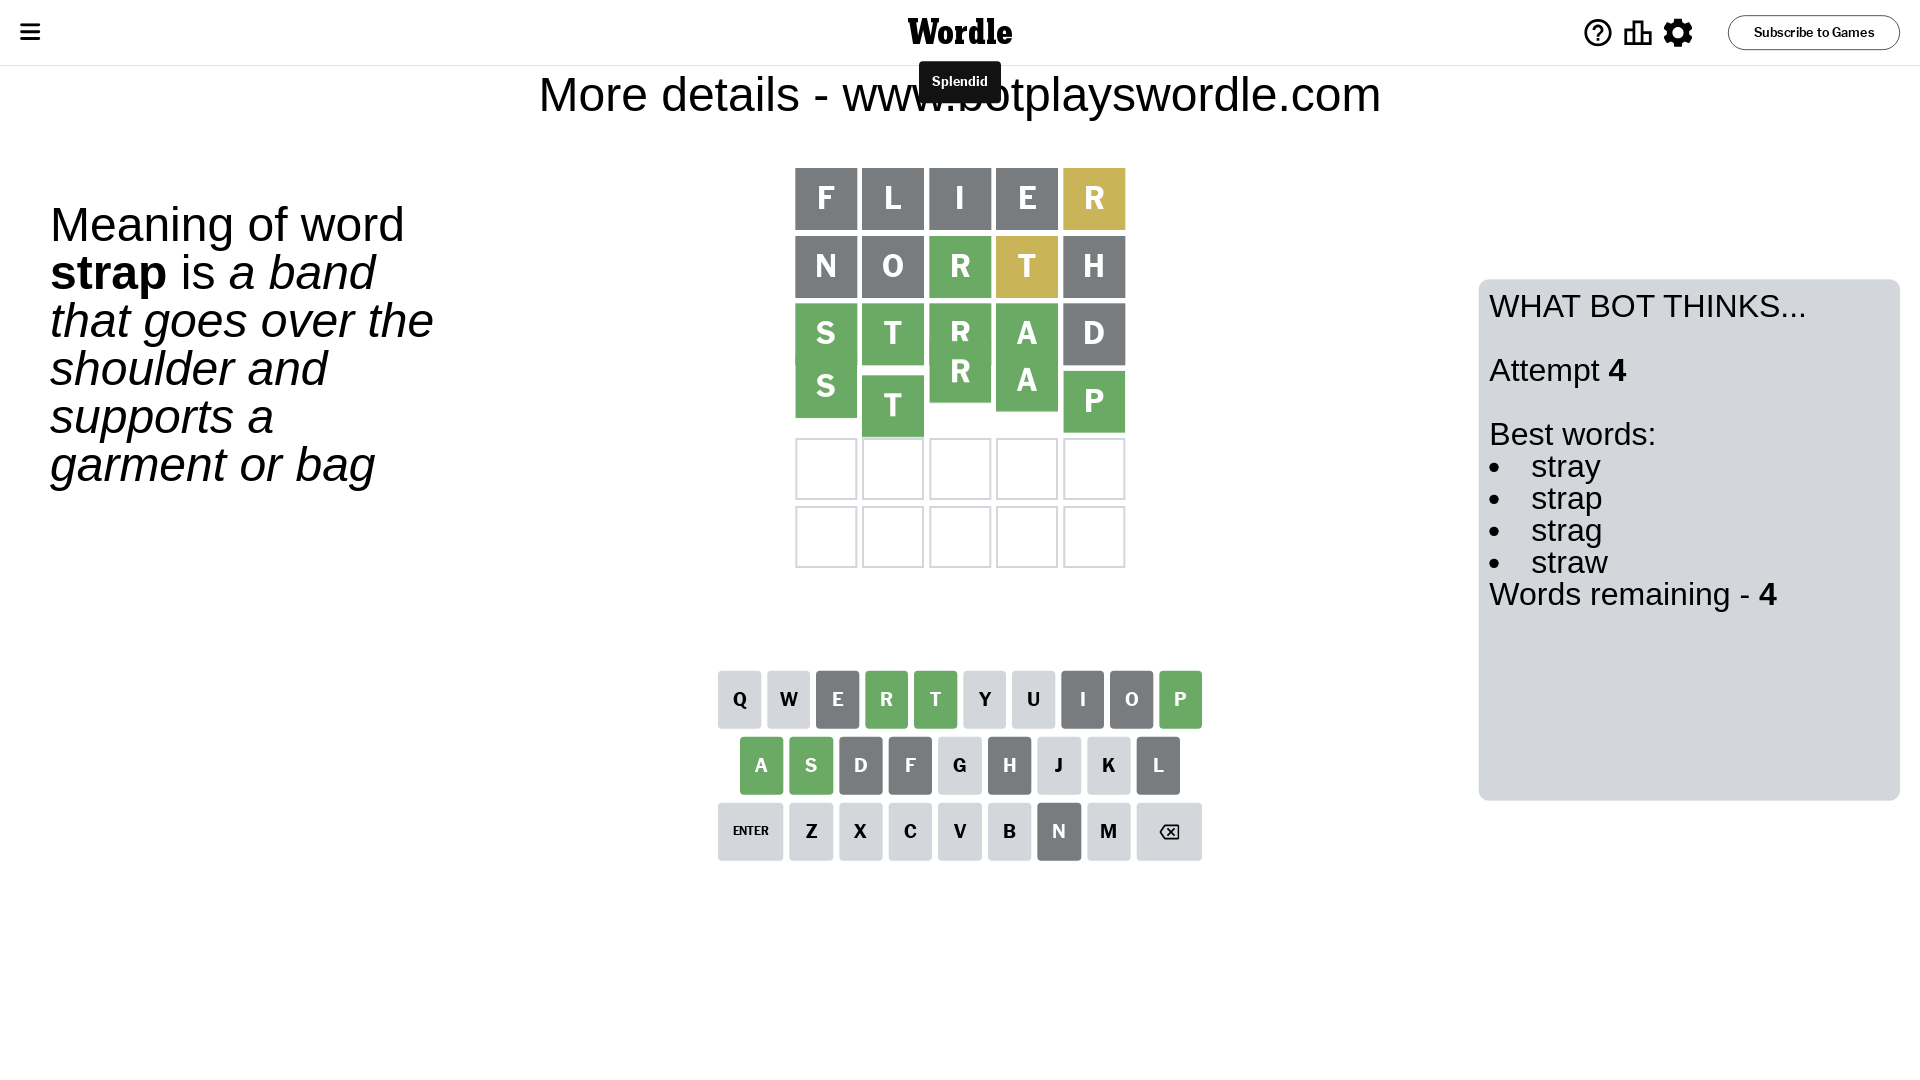 Wordle
Subscribe to Games
Splendid
More details - www.botplayswordle.com
Meaning of word
strap is a band
that goes over the
shoulder and
supports a
garment or bag
F L I E R
N O R T H
S T R A D
S T R A P
WHAT BOT THINKS...
Attempt 4
Best words:
• stray
• strap
• strag
• straw
Words remaining - 4
Q W E R T Y U I O P
A S D F G H J K L
ENTER Z X C V B N M